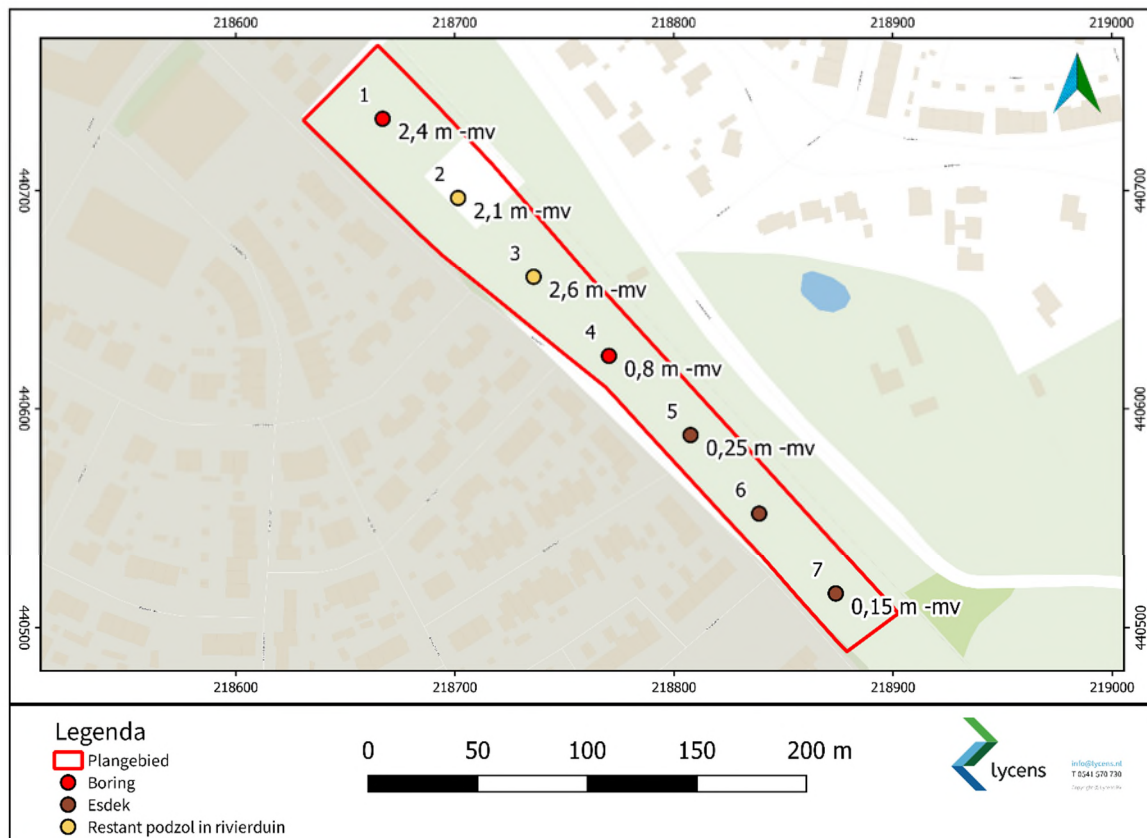 218600 218700 218800 218900 219000
1
2,4 m -mv
440700
440700
2
2,1 m -mv
3
2,6 m -mv
4
0,8 m -mv
440600
440600
5
0,25 m -mv
6
7
0,15 m -mv
440500
440500
218600 218700 218800 218900 219000
Legenda
Plangebied
Boring
Esdek
Restant podzol in rivierduin
0 50 100 150 200 m
lycens
info@lycens.nl
T 0541 570 730